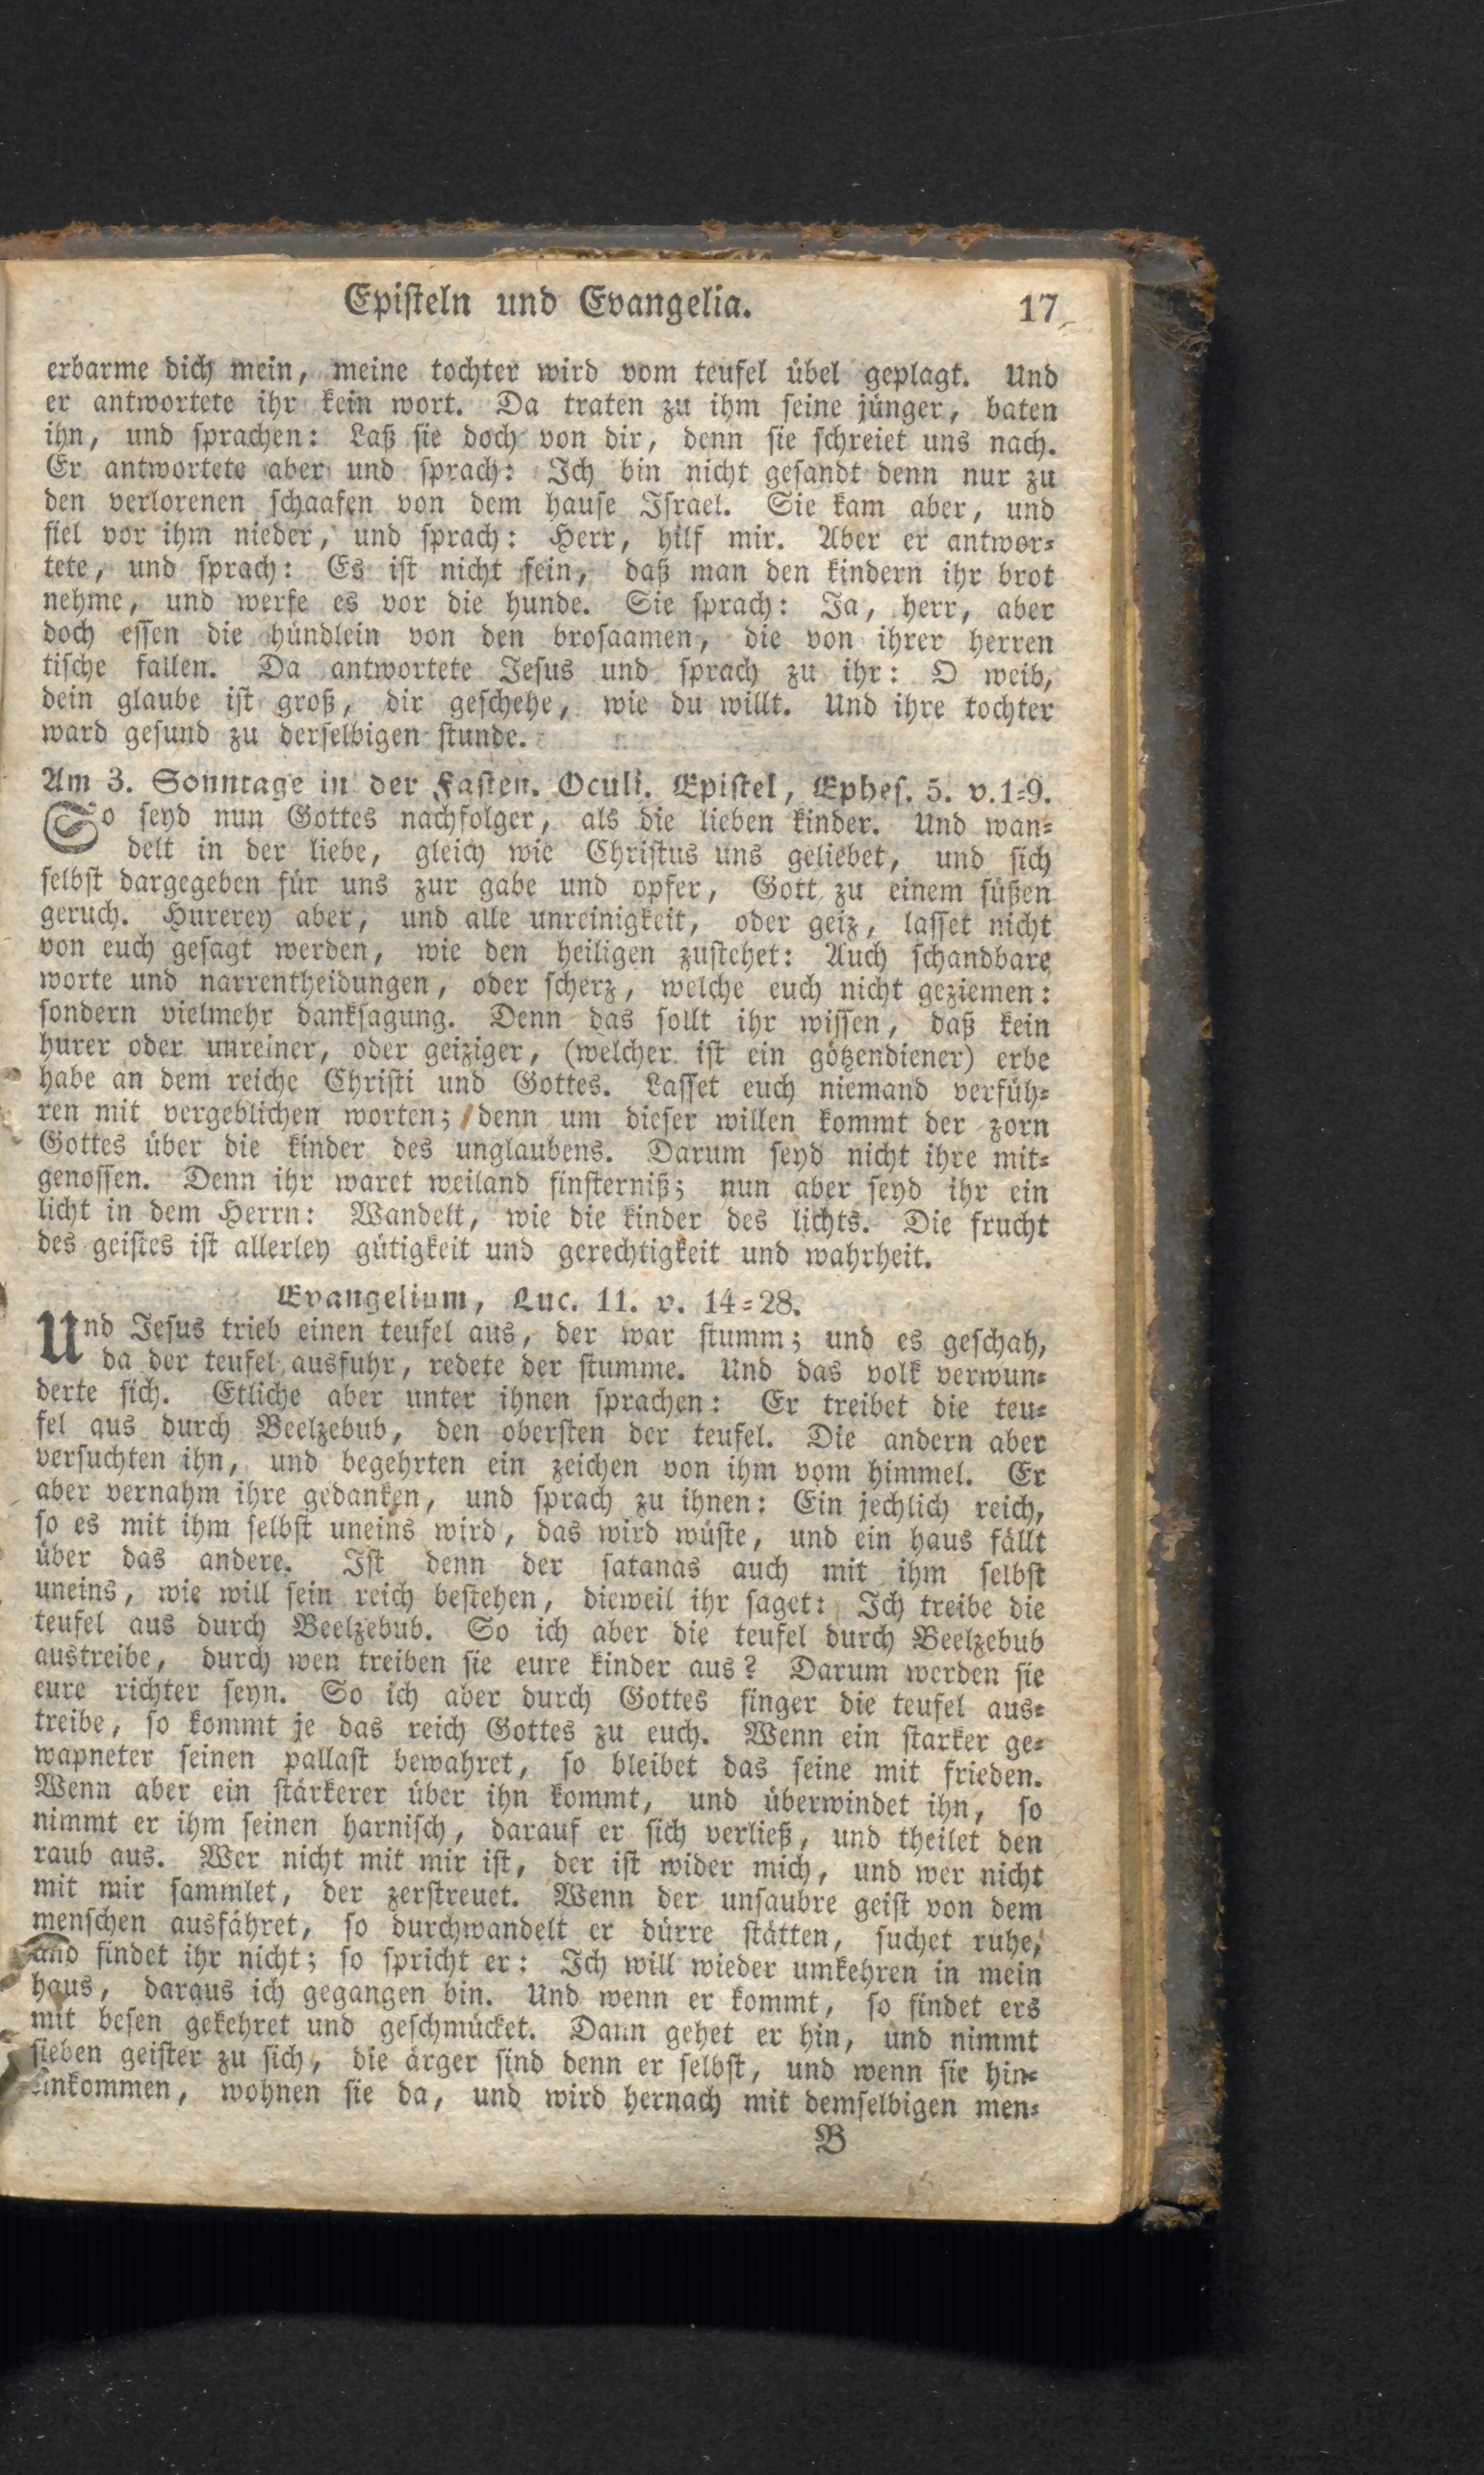 Episteln und Evangelia. 17
erbarme dich mein, meine tochter wird vom teufel übel geplagt. Und
er antwortete ihr kein wort. Da traten zu ihm seine jünger, baten
ihn, und sprachen: Laß sie doch von dir, denn sie schreiet uns nach.
Er antwortete aber und sprach: Ich bin nicht gesandt denn nur zu
den verlorenen schaafen von dem hause Israel. Sie kam aber, und
fiel vor ihm nieder, und sprach: Herr, hilf mir. Aber er antwor-
tete, und sprach: Es ist nicht fein, daß man den kindern ihr brot
nehme, und werfe es vor die hunde. Sie sprach: Ja, herr, aber
doch essen die hündlein von den brosaamen, die von ihrer herren
tische fallen. Da antwortete Jesus und sprach zu ihr: O weib,
dein glaube ist groß, dir geschehe, wie du willt. Und ihre tochter
ward gesund zu derselbigen stunde.
Am 3. Sonntage in der Fasten. Oculi. Epistel, Ephes. 5. v.1-9.
So seyd nun Gottes nachfolger, als die lieben kinder. Und wan-
delt in der liebe, gleich wie Christus uns geliebet, und sich
selbst dargegeben für uns zur gabe und opfer, Gott zu einem süßen
geruch. Hurerey aber, und alle unreinigkeit, oder geiz, lasset nicht
von euch gesagt werden, wie den heiligen zustehet: Auch schandbare
worte und narrentheidungen, oder scherz, welche euch nicht geziemen:
sondern vielmehr danksagung. Denn das sollt ihr wissen, daß kein
hurer oder unreiner, oder geiziger, (welcher ist ein götzendiener) erbe
habe an dem reiche Christi und Gottes. Lasset euch niemand verfüh-
ren mit vergeblichen worten; denn um dieser willen kommt der zorn
Gottes über die kinder des unglaubens. Darum seyd nicht ihre mit-
genossen. Denn ihr waret weiland finsterniß; nun aber seyd ihr ein
licht in dem Herrn: Wandelt, wie die kinder des lichts. Die frucht
des geistes ist allerley gütigkeit und gerechtigkeit und wahrheit.
Evangelium, Luc. 11. v. 14-28.
Und Jesus trieb einen teufel aus, der war stumm; und es geschah,
da der teufel ausfuhr, redete der stumme. Und das volk verwun-
derte sich. Etliche aber unter ihnen sprachen: Er treibet die teu-
fel aus durch Beelzebub, den obersten der teufel. Die andern aber
versuchten ihn, und begehrten ein zeichen von ihm vom himmel. Er
aber vernahm ihre gedanken, und sprach zu ihnen: Ein jechlich reich,
so es mit ihm selbst uneins wird, das wird wüste, und ein haus fällt
über das andere. Ist denn der satanas auch mit ihm selbst
uneins, wie will sein reich bestehen, dieweil ihr saget: Ich treibe die
teufel aus durch Beelzebub. So ich aber die teufel durch Beelzebub
austreibe, durch wen treiben sie eure kinder aus? Darum werden sie
eure richter seyn. So ich aber durch Gottes finger die teufel aus-
treibe, so kommt je das reich Gottes zu euch. Wenn ein starker ge-
wapneter seinen pallast bewahret, so bleibet das seine mit frieden.
Wenn aber ein stärkerer über ihn kommt, und überwindet ihn, so
nimmt er ihm seinen harnisch, darauf er sich verließ, und theilet den
raub aus. Wer nicht mit mir ist, der ist wider mich, und wer nicht
mit mir sammlet, der zerstreuet. Wenn der unsaubre geist von dem
menschen ausfähret, so durchwandelt er dürre stätten, suchet ruhe,
und findet ihr nicht; so spricht er: Ich will wieder umkehren in mein
haus, daraus ich gegangen bin. Und wenn er kommt, so findet ers
mit besen gekehret und geschmücket. Dann gehet er hin, und nimmt
sieben geister zu sich, die ärger sind denn er selbst, und wenn sie hin-
einkommen, wohnen sie da, und wird hernach mit demselbigen men-
B